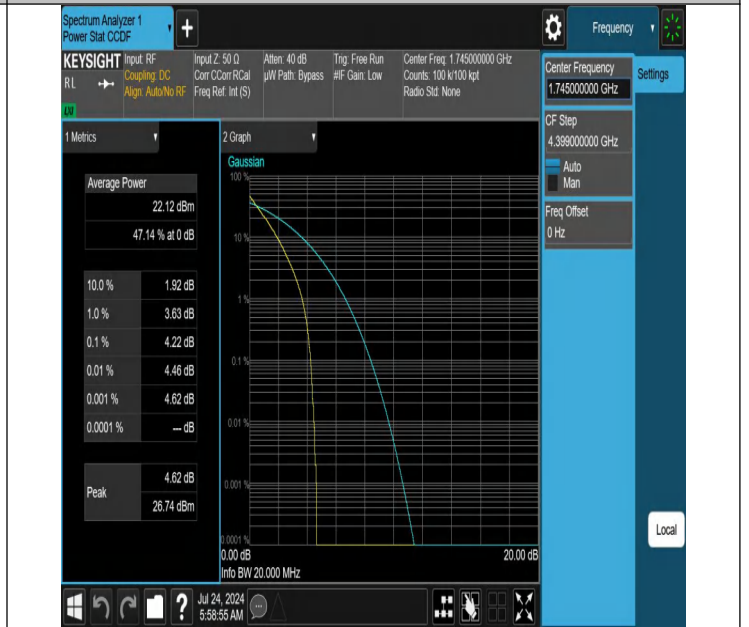 Spectrum Analyzer 1
Power Stat CCDF
+
Frequency
KEYSIGHT
RL
LXI
Input: RF
Coupling: DC
Align: Auto/No RF
Input Z: 50 Ω
Corr CCorr RCal
Freq Ref: Int (S)
Atten: 40 dB
µW Path: Bypass
Trig: Free Run
#IF Gain: Low
Center Freq: 1.745000000 GHz
Counts: 100 k/100 kpt
Radio Std: None
Center Frequency
1.745000000 GHz
Settings
CF Step
4.399000000 GHz
Auto
Man
Freq Offset
0 Hz
1 Metrics
Average Power
22.12 dBm
47.14 % at 0 dB
10.0 % 1.92 dB
1.0 % 3.63 dB
0.1 % 4.22 dB
0.01 % 4.46 dB
0.001 % 4.62 dB
0.0001 % --- dB
Peak
4.62 dB
26.74 dBm
2 Graph
Gaussian
100 %
10 %
1 %
0.1 %
0.01 %
0.001 %
0.0001 %
0.00 dB 20.00 dB
Info BW 20.000 MHz
Local
?
Jul 24, 2024
5:58:55 AM